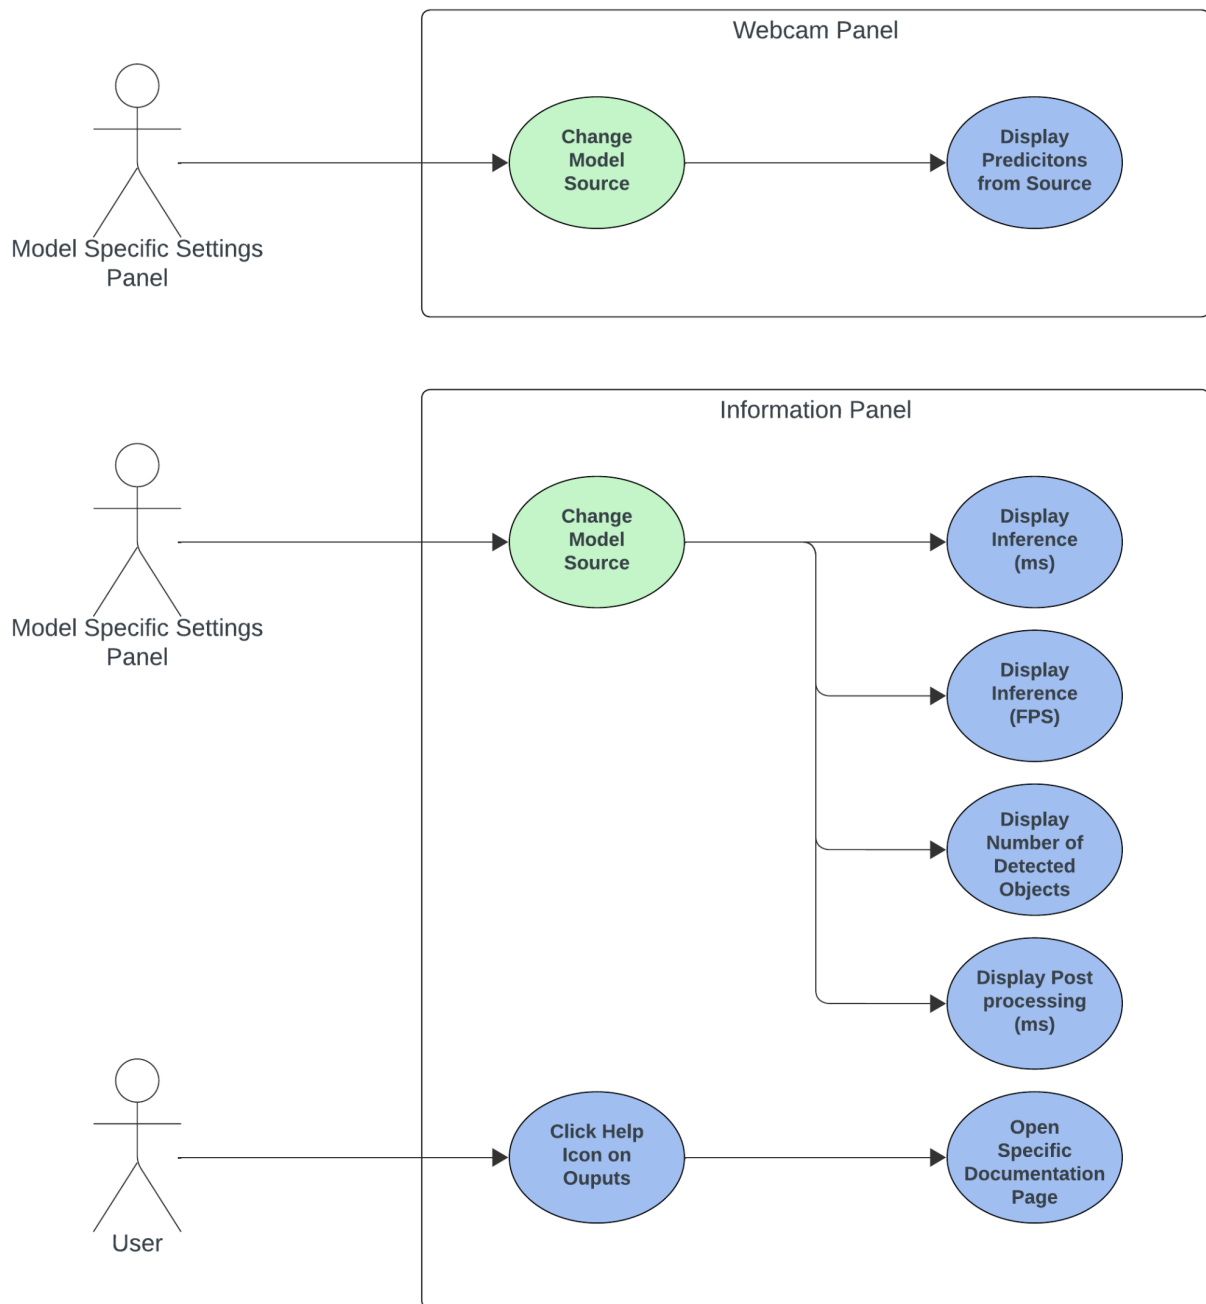 Webcam Panel
Change
Model
Source
Display
Predicitons
from Source
Model Specific Settings
Panel
Information Panel
Change
Model
Source
Display
Inference
(ms)
Model Specific Settings
Panel
Display
Inference
(FPS)
Display
Number of
Detected
Objects
Display Post
processing
(ms)
Click Help
Icon on
Ouputs
Open
Specific
Documentation
Page
User